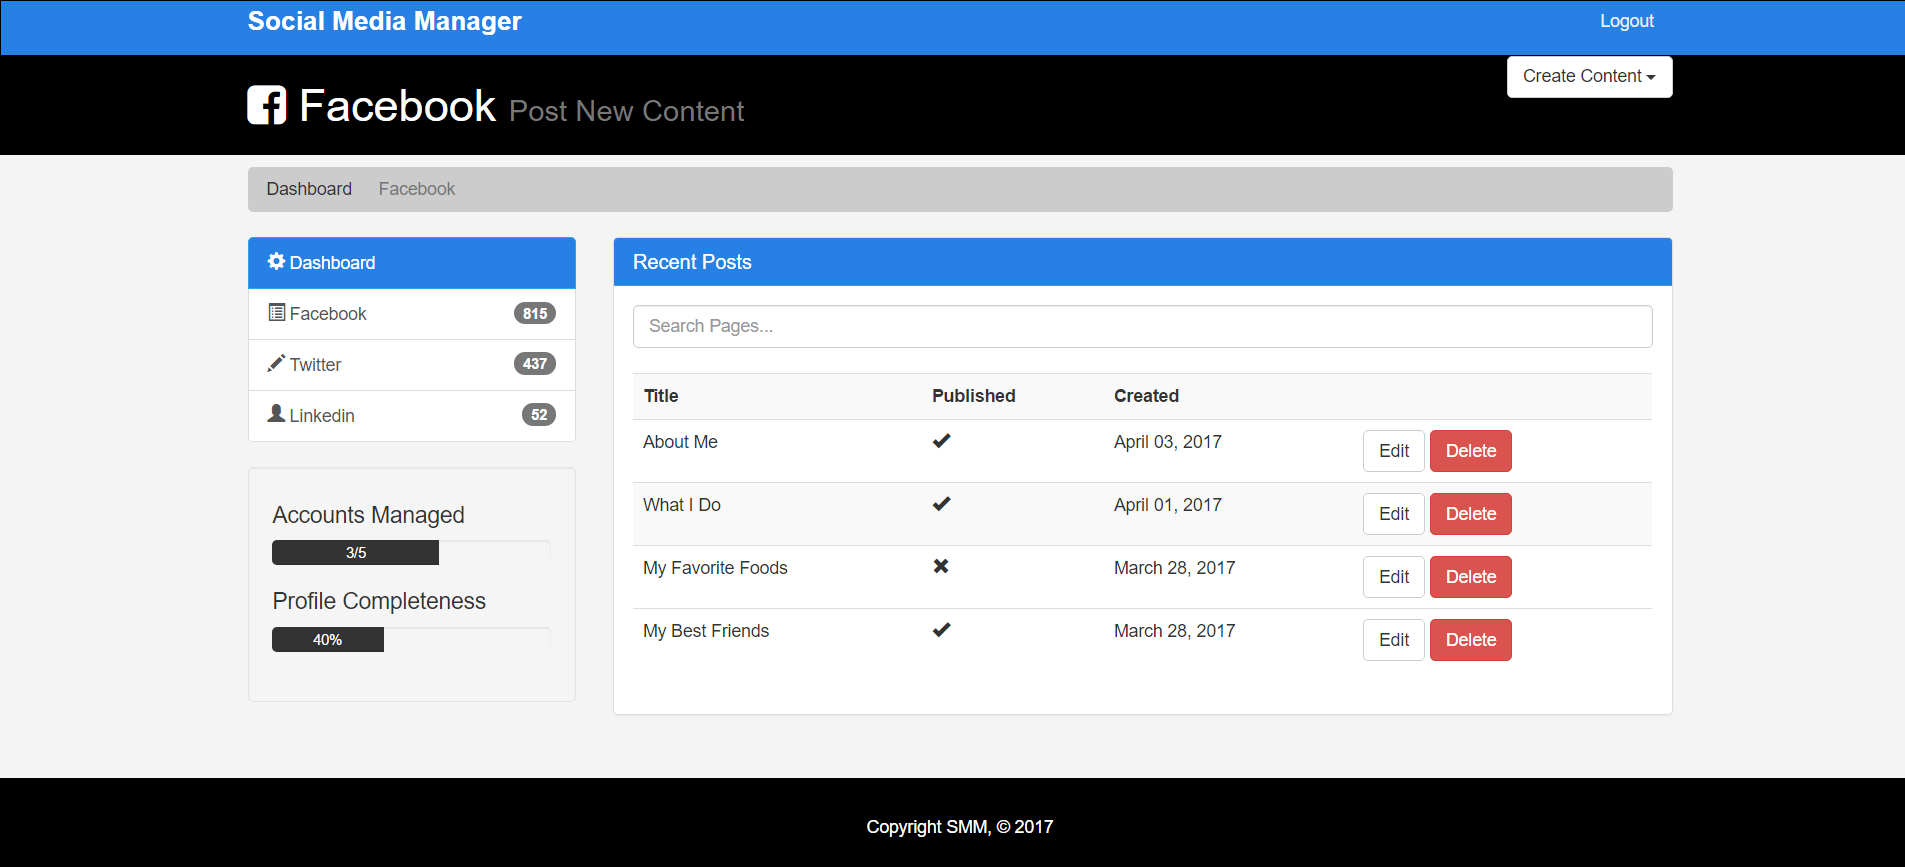 Social Media Manager
Logout
Create Content
Facebook Post New Content
Dashboard Facebook
Dashboard
Facebook 815
Twitter 437
Linkedin 52
Accounts Managed
3/5
Profile Completeness
40%
Recent Posts
Search Pages...
Title Published Created
About Me April 03, 2017 Edit Delete
What I Do April 01, 2017 Edit Delete
My Favorite Foods March 28, 2017 Edit Delete
My Best Friends March 28, 2017 Edit Delete
Copyright SMM, © 2017